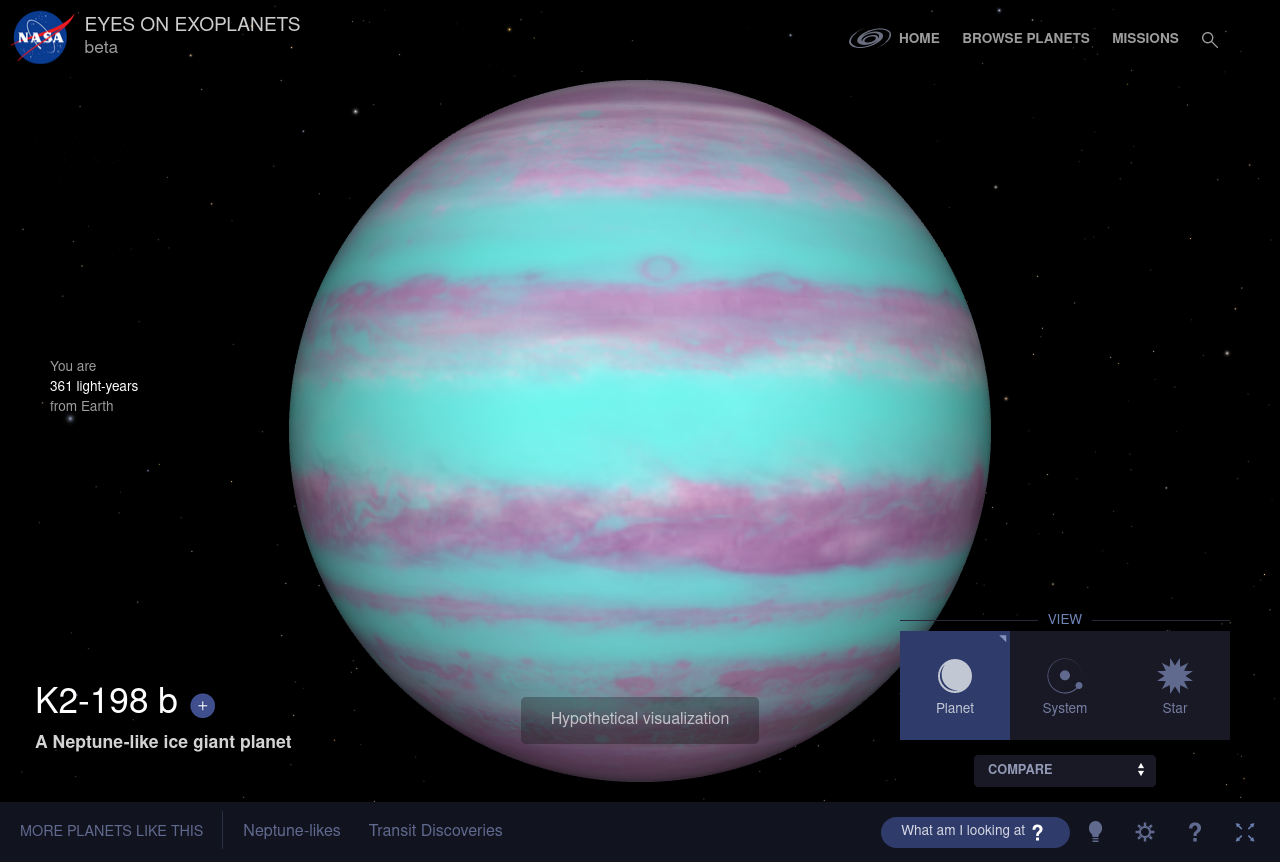 NASA
EYES ON EXOPLANETS
beta
HOME
BROWSE PLANETS
MISSIONS
You are
361 light-years
from Earth
VIEW
Planet
System
Star
COMPARE
K2-198 b +
A Neptune-like ice giant planet
Hypothetical visualization
MORE PLANETS LIKE THIS
Neptune-likes
Transit Discoveries
What am I looking at ?
?